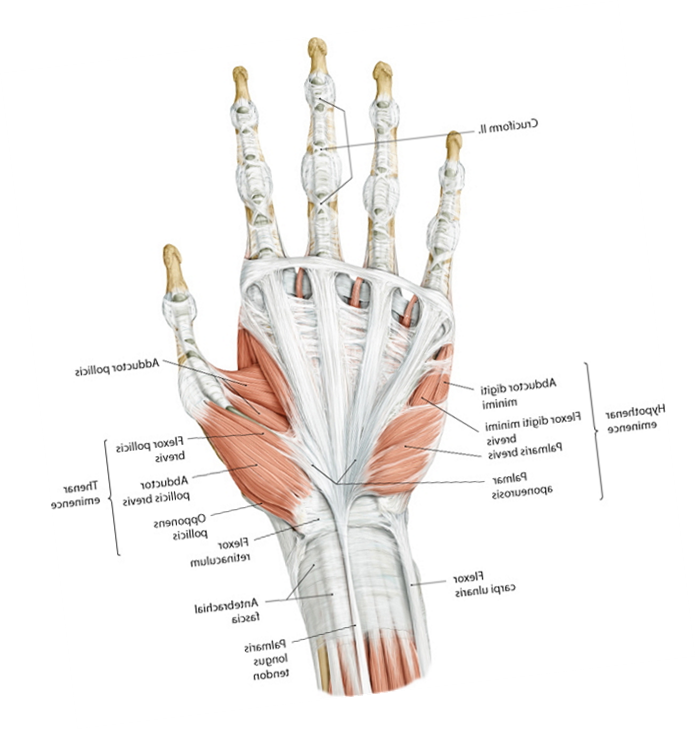 Cruciform ll.
Adductor pollicis
Flexor pollicis
brevis
Abductor
pollicis brevis
Opponens
pollicis
Thenar
eminence
Flexor
retinaculum
Antebrachial
fascia
Palmaris
longus
tendon
Abductor digiti
minimi
Flexor digiti minimi
brevis
Palmaris brevis
Palmar
aponeurosis
Hypothenar
eminence
Flexor
carpi ulnaris